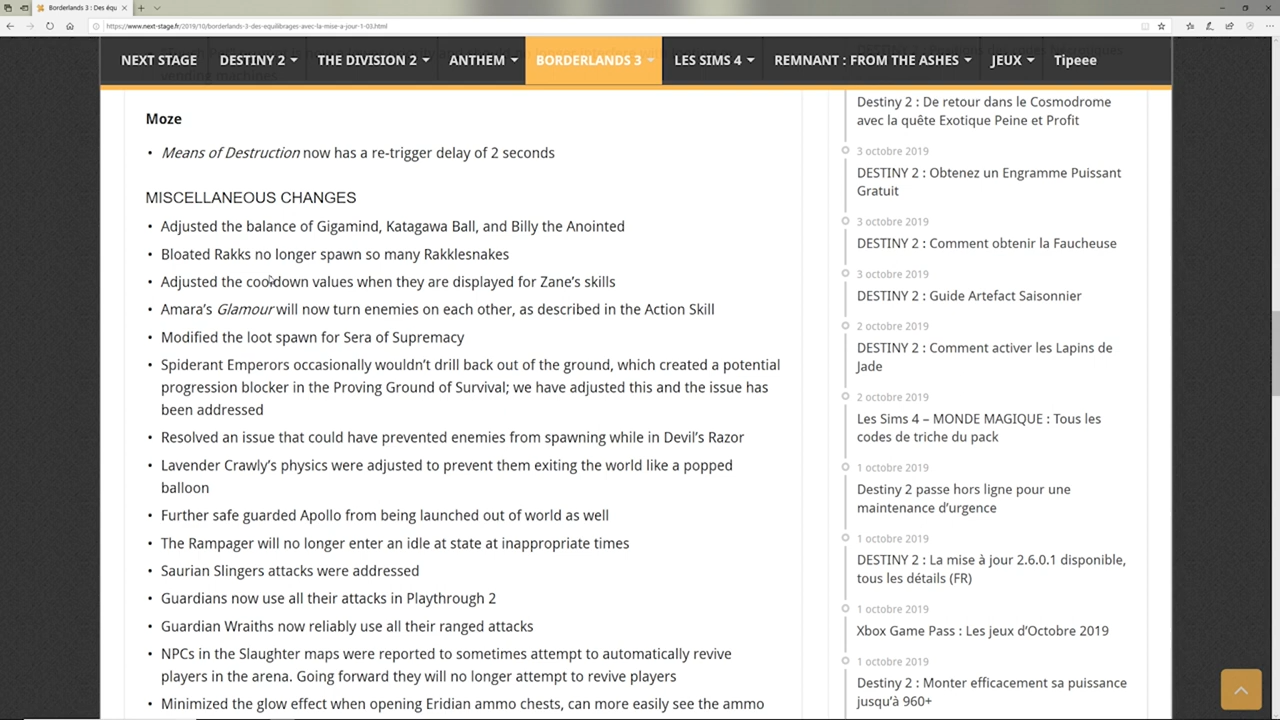 Borderlands 3 : Des équ
https://www.next-stage.fr/2019/10/borderlands-3-des-equilibrages-avec-la-mise-a-jour-1-03.html
NEXT STAGE DESTINY 2 THE DIVISION 2 ANTHEM BORDERLANDS 3 LES SIMS 4 REMNANT : FROM THE ASHES JEUX Tipeee
Moze
• Means of Destruction now has a re-trigger delay of 2 seconds
MISCELLANEOUS CHANGES
• Adjusted the balance of Gigamind, Katagawa Ball, and Billy the Anointed
• Bloated Rakks no longer spawn so many Rakklesnakes
• Adjusted the cooldown values when they are displayed for Zane's skills
• Amara's Glamour will now turn enemies on each other, as described in the Action Skill
• Modified the loot spawn for Sera of Supremacy
• Spiderant Emperors occasionally wouldn't drill back out of the ground, which created a potential
progression blocker in the Proving Ground of Survival; we have adjusted this and the issue has
been addressed
• Resolved an issue that could have prevented enemies from spawning while in Devil's Razor
• Lavender Crawly's physics were adjusted to prevent them exiting the world like a popped
balloon
• Further safe guarded Apollo from being launched out of world as well
• The Rampager will no longer enter an idle at state at inappropriate times
• Saurian Slingers attacks were addressed
• Guardians now use all their attacks in Playthrough 2
• Guardian Wraiths now reliably use all their ranged attacks
• NPCs in the Slaughter maps were reported to sometimes attempt to automatically revive
players in the arena. Going forward they will no longer attempt to revive players
• Minimized the glow effect when opening Eridian ammo chests, can more easily see the ammo
Destiny 2 : De retour dans le Cosmodrome
avec la quête Exotique Peine et Profit
3 octobre 2019
DESTINY 2 : Obtenez un Engramme Puissant
Gratuit
3 octobre 2019
DESTINY 2 : Comment obtenir la Faucheuse
3 octobre 2019
DESTINY 2 : Guide Artefact Saisonnier
2 octobre 2019
DESTINY 2 : Comment activer les Lapins de
Jade
2 octobre 2019
Les Sims 4 – MONDE MAGIQUE : Tous les
codes de triche du pack
1 octobre 2019
Destiny 2 passe hors ligne pour une
maintenance d'urgence
1 octobre 2019
DESTINY 2 : La mise à jour 2.6.0.1 disponible,
tous les détails (FR)
1 octobre 2019
Xbox Game Pass : Les jeux d'Octobre 2019
1 octobre 2019
Destiny 2 : Monter efficacement sa puissance
jusqu'à 960+